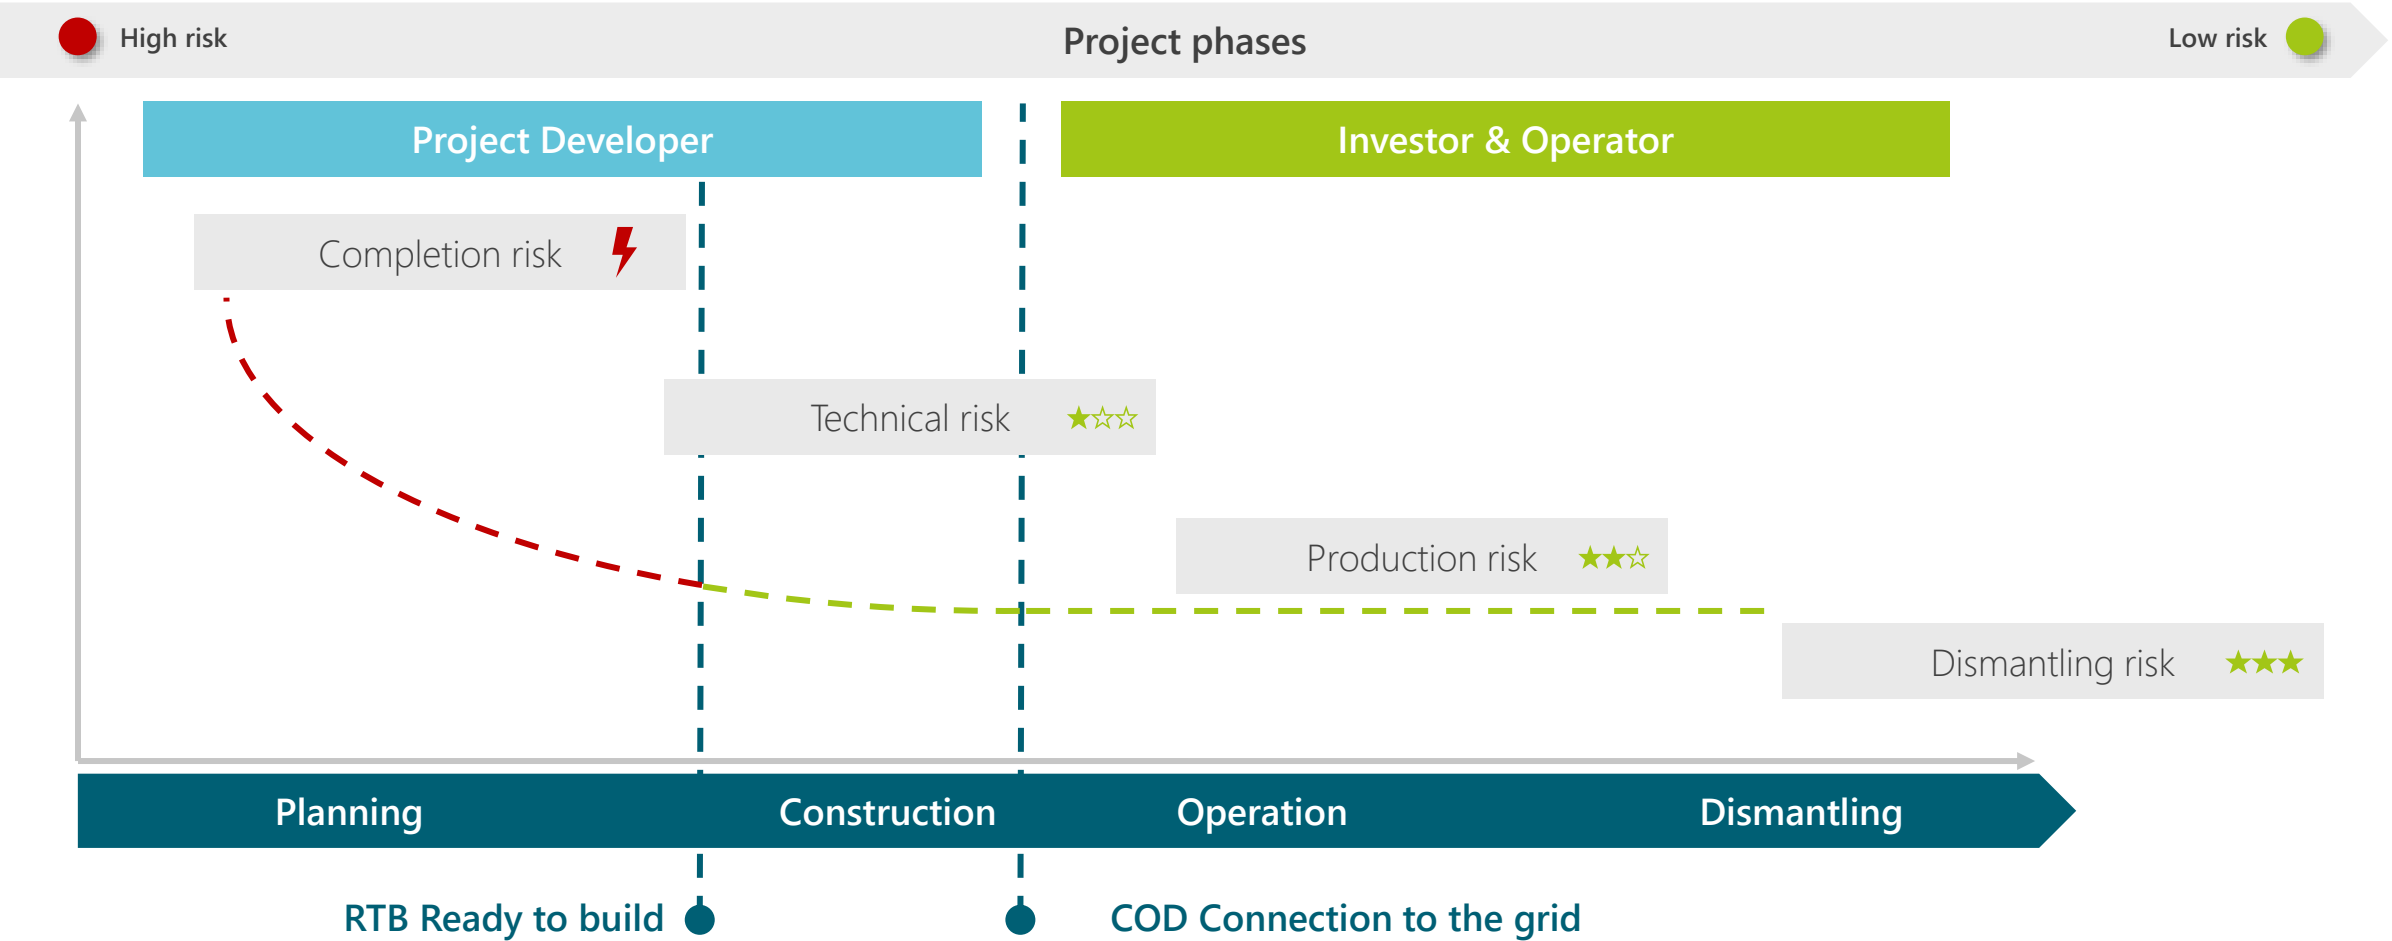 High risk
Project phases
Low risk
Project Developer
Investor & Operator
Completion risk
Technical risk
Production risk
Dismantling risk
Planning
Construction
Operation
Dismantling
RTB Ready to build
COD Connection to the grid